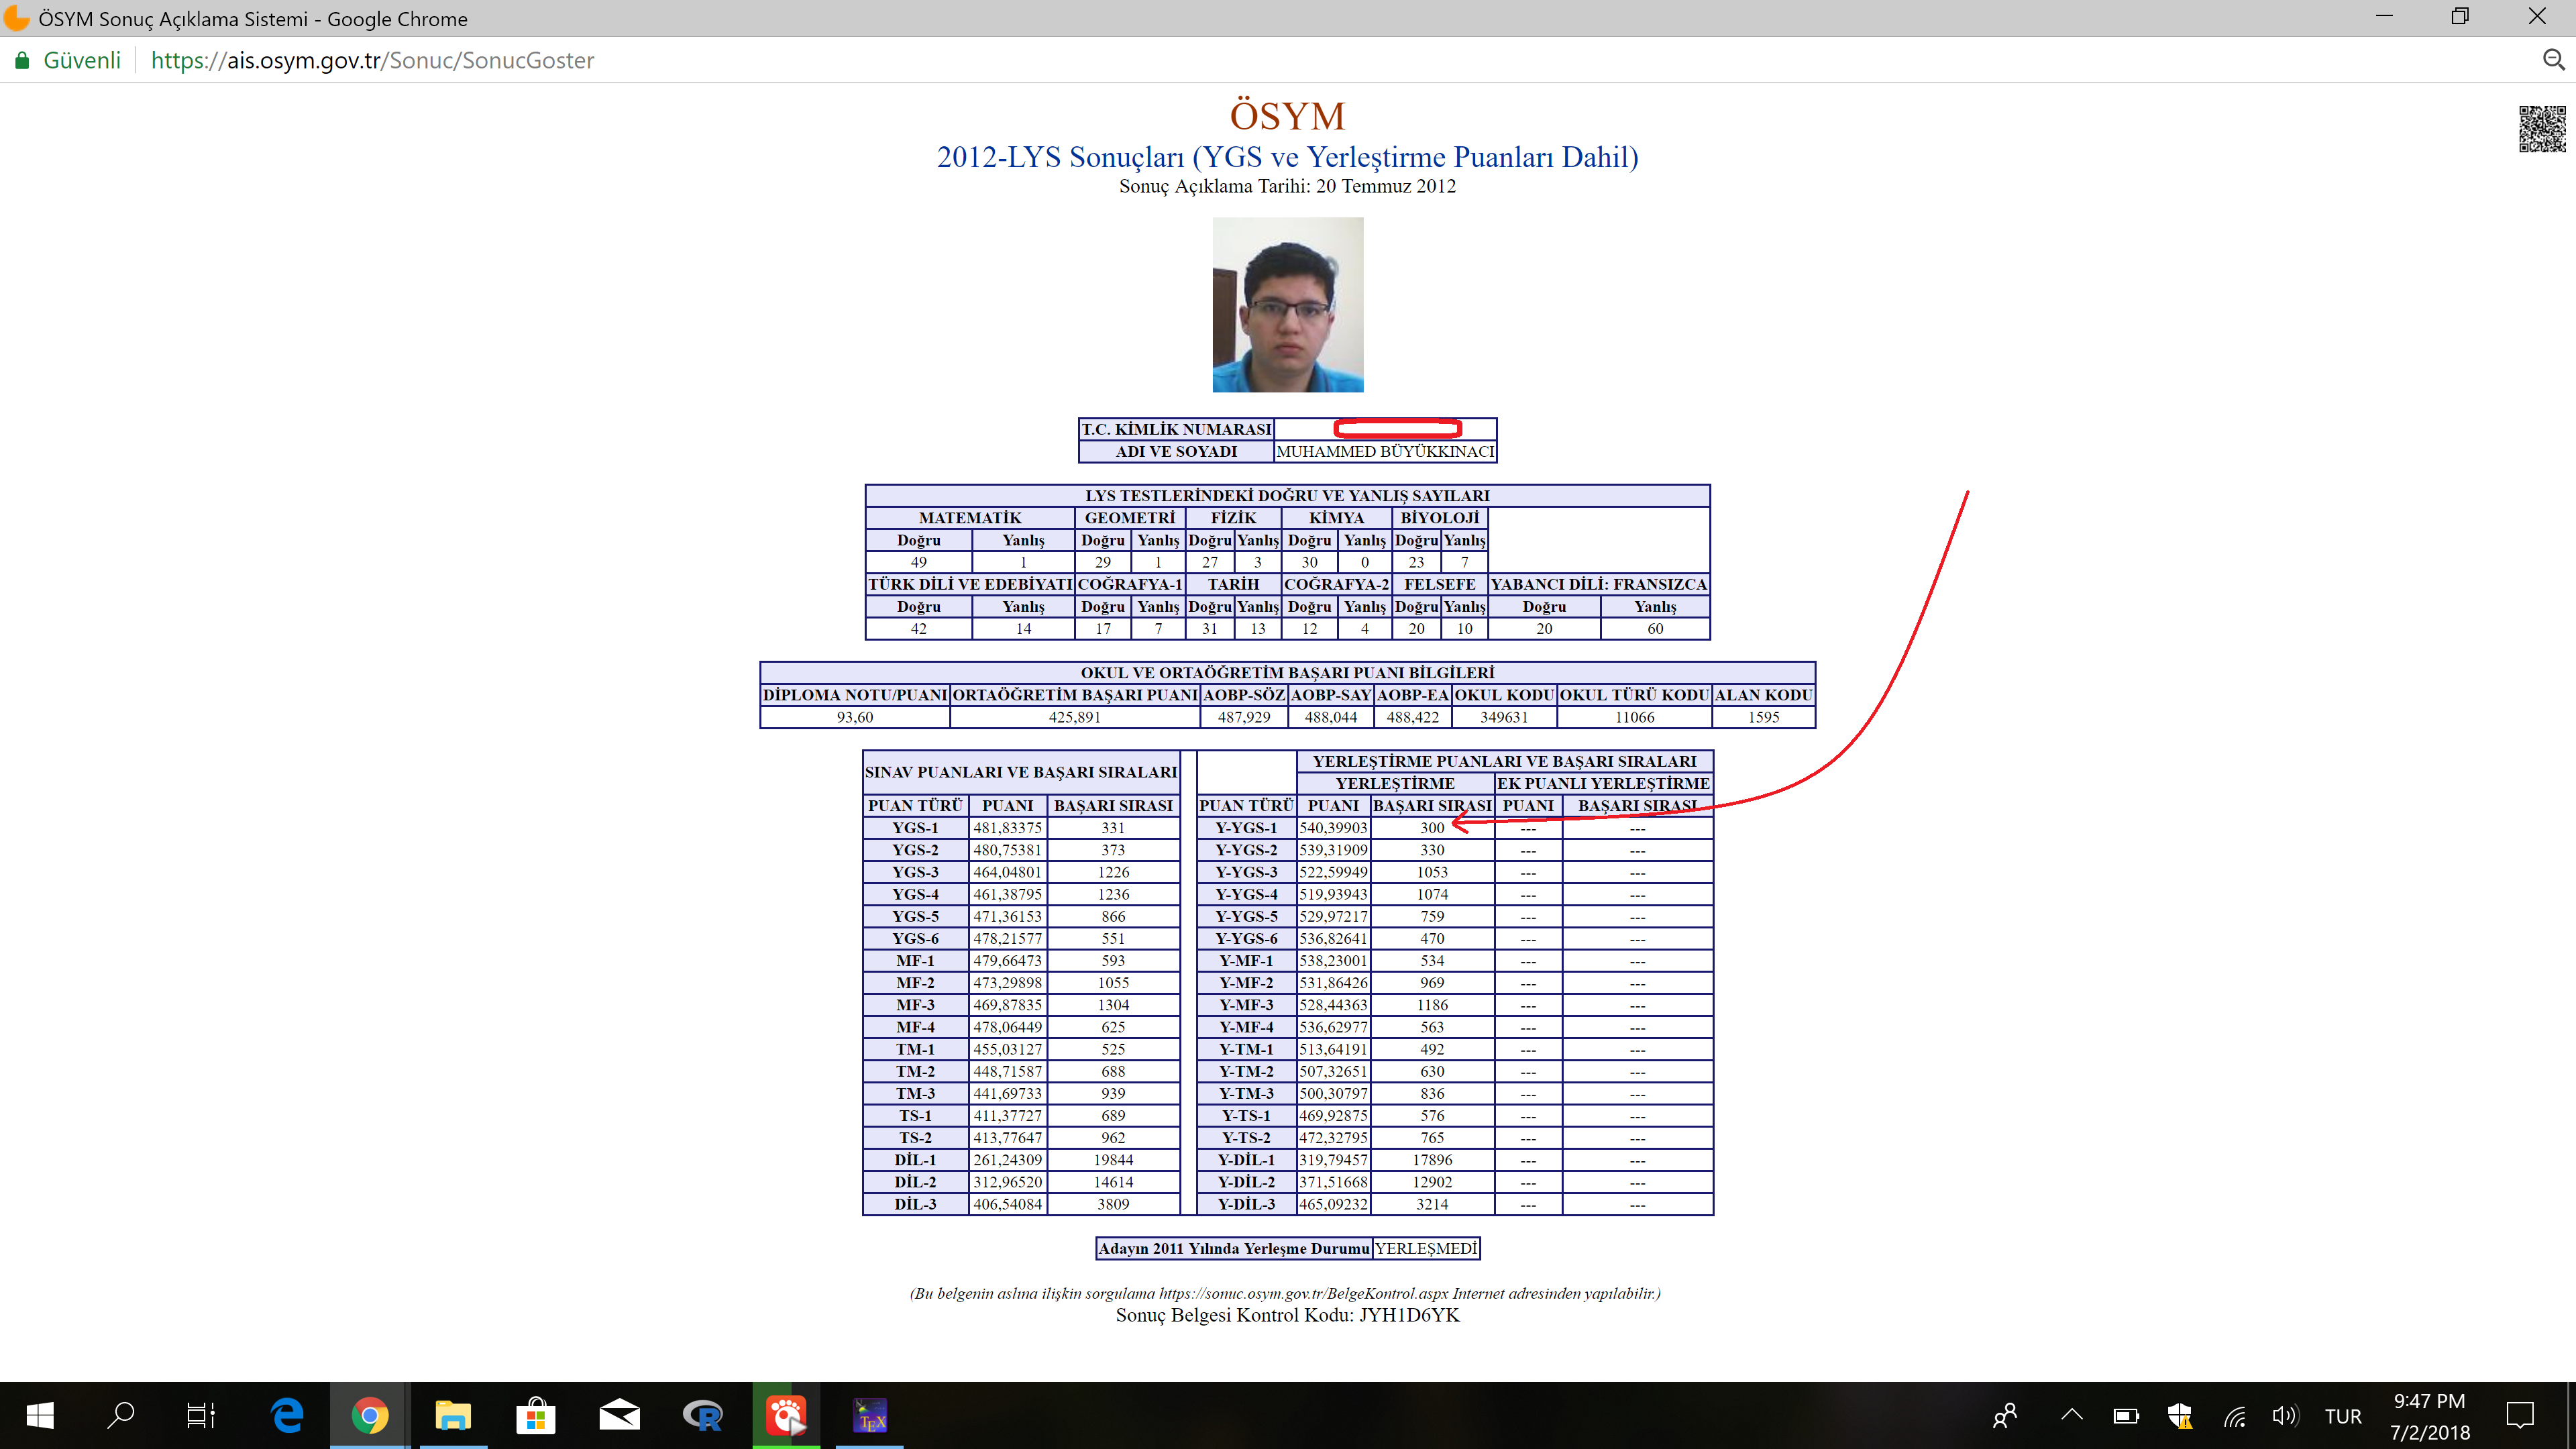 ÖSYM Sonuç Açıklama Sistemi - Google Chrome
Güvenli https://ais.osym.gov.tr/Sonuc/SonucGoster
ÖSYM
2012-LYS Sonuçları (YGS ve Yerleştirme Puanları Dahil)
Sonuç Açıklama Tarihi: 20 Temmuz 2012
T.C. KİMLİK NUMARASI
ADI VE SOYADI MUHAMMED BÜYÜKKINACI
LYS TESTLERİNDEKİ DOĞRU VE YANLIŞ SAYILARI
MATEMATİK GEOMETRİ FİZİK KİMYA BİYOLOJİ
Doğru Yanlış Doğru Yanlış Doğru Yanlış Doğru Yanlış Doğru Yanlış
49 1 29 1 27 3 30 0 23 7
TÜRK DİLİ VE EDEBİYATI COĞRAFYA-1 TARİH COĞRAFYA-2 FELSEFE YABANCI DİLİ: FRANSIZCA
Doğru Yanlış Doğru Yanlış Doğru Yanlış Doğru Yanlış Doğru Yanlış Doğru Yanlış
42 14 17 7 31 13 12 4 20 10 20 60
OKUL VE ORTAÖĞRETİM BAŞARI PUANI BİLGİLERİ
DİPLOMA NOTU/PUANI ORTAÖĞRETİM BAŞARI PUANI AOBP-SÖZ AOBP-SAY AOBP-EA OKUL KODU OKUL TÜRÜ KODU ALAN KODU
93,60 425,891 487,929 488,044 488,422 349631 11066 1595
SINAV PUANLARI VE BAŞARI SIRALARI YERLEŞTİRME PUANLARI VE BAŞARI SIRALARI
YERLEŞTİRME EK PUANLI YERLEŞTİRME
PUAN TÜRÜ PUANI BAŞARI SIRASI PUAN TÜRÜ PUANI BAŞARI SIRASI PUANI BAŞARI SIRASI
YGS-1 481,83375 331 Y-YGS-1 540,39903 300 --- ---
YGS-2 480,75381 373 Y-YGS-2 539,31909 330 --- ---
YGS-3 464,04801 1226 Y-YGS-3 522,59949 1053 --- ---
YGS-4 461,38795 1236 Y-YGS-4 519,93943 1074 --- ---
YGS-5 471,36153 866 Y-YGS-5 529,97217 759 --- ---
YGS-6 478,21577 551 Y-YGS-6 536,82641 470 --- ---
MF-1 479,66473 593 Y-MF-1 538,23001 534 --- ---
MF-2 473,29898 1055 Y-MF-2 531,86426 969 --- ---
MF-3 469,87835 1304 Y-MF-3 528,44363 1186 --- ---
MF-4 478,06449 625 Y-MF-4 536,62977 563 --- ---
TM-1 455,03127 525 Y-TM-1 513,64191 492 --- ---
TM-2 448,71587 688 Y-TM-2 507,32651 630 --- ---
TM-3 441,69733 939 Y-TM-3 500,30797 836 --- ---
TS-1 411,37727 689 Y-TS-1 469,92875 576 --- ---
TS-2 413,77647 962 Y-TS-2 472,32795 765 --- ---
DİL-1 261,24309 19844 Y-DİL-1 319,79457 17896 --- ---
DİL-2 312,96520 14614 Y-DİL-2 371,51668 12902 --- ---
DİL-3 406,54084 3809 Y-DİL-3 465,09232 3214 --- ---
Adayın 2011 Yılında Yerleşme Durumu YERLEŞMEDİ
(Bu belgenin aslına ilişkin sorgulama https://sonuc.osym.gov.tr/BelgeKontrol.aspx Internet adresinden yapılabilir.)
Sonuç Belgesi Kontrol Kodu: JYH1D6YK
R
TEX
TUR
9:47 PM
7/2/2018